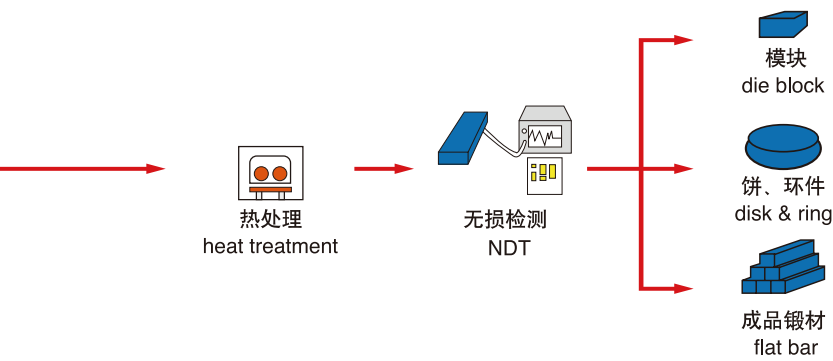 热处理
heat treatment
无损检测
NDT
模块
die block
饼、环件
disk & ring
成品锻材
flat bar